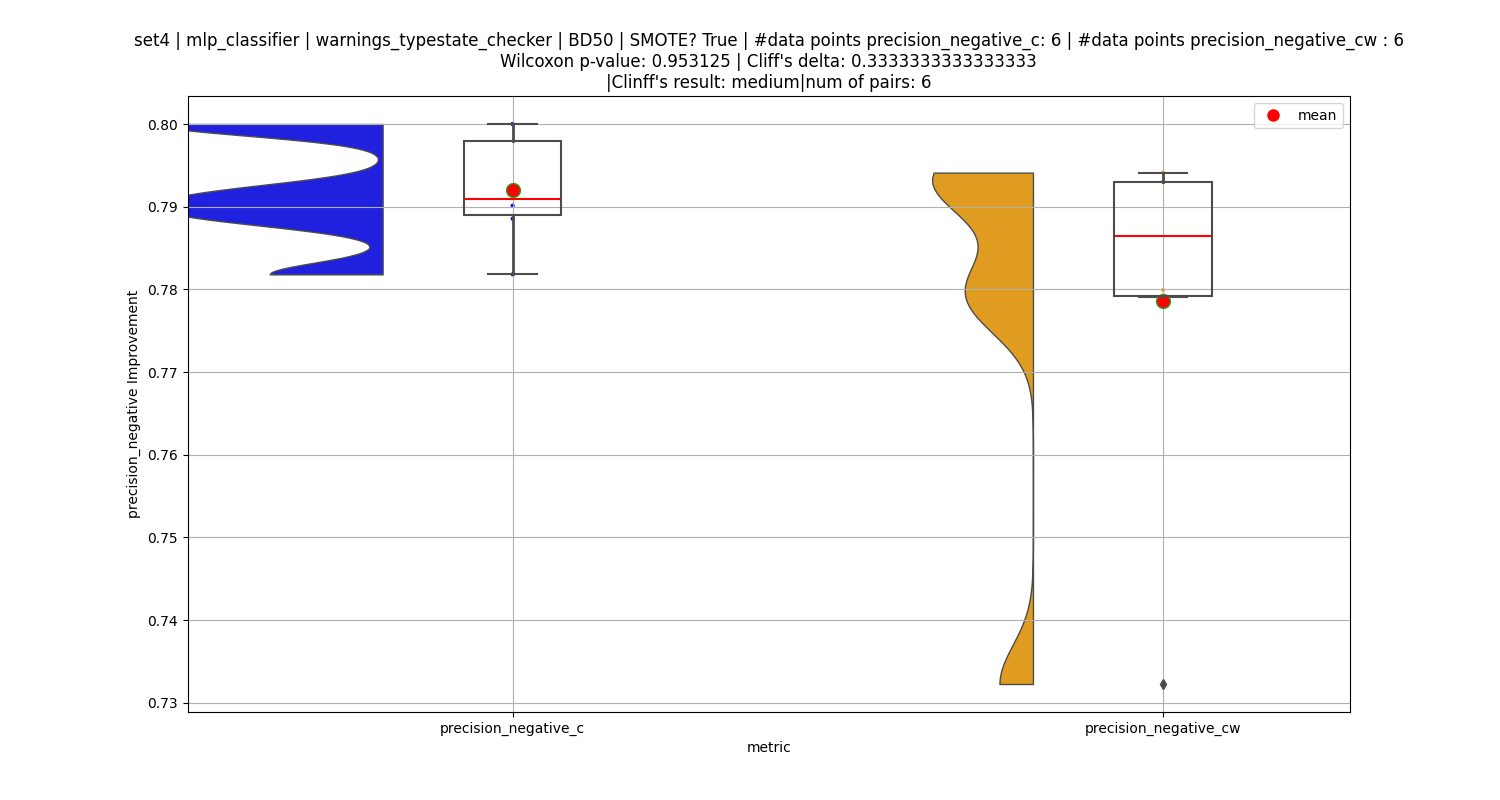 set4 | mlp_classifier | warnings_typestate_checker | BD50 | SMOTE? True | #data points precision_negative_c: 6 | #data points precision_negative_cw : 6
Wilcoxon p-value: 0.953125 | Cliff's delta: 0.3333333333333333
|Clinff's result: medium|num of pairs: 6
mean
0.80
0.79
0.78
0.77
0.76
0.75
0.74
0.73
precision_negative Improvement
precision_negative_c
precision_negative_cw
metric